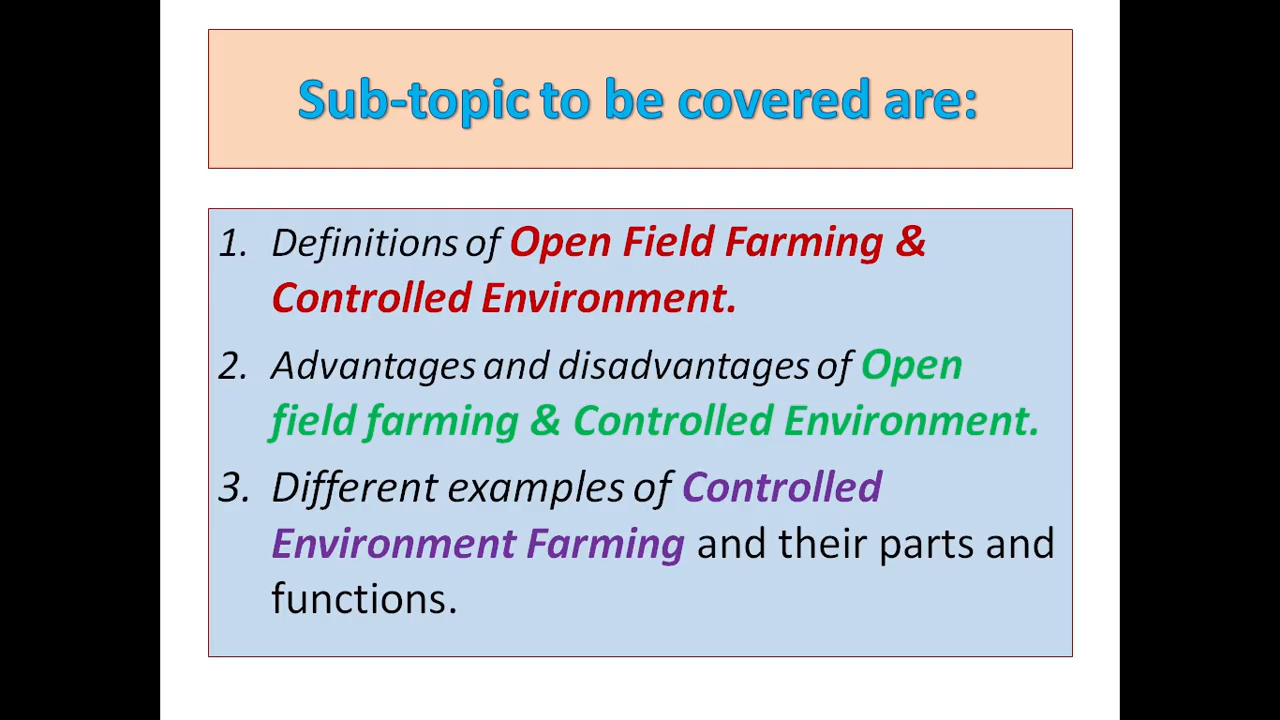 Sub-topic to be covered are:
1. Definitions of Open Field Farming &
Controlled Environment.
2. Advantages and disadvantages of Open
field farming & Controlled Environment.
3. Different examples of Controlled
Environment Farming and their parts and
functions.